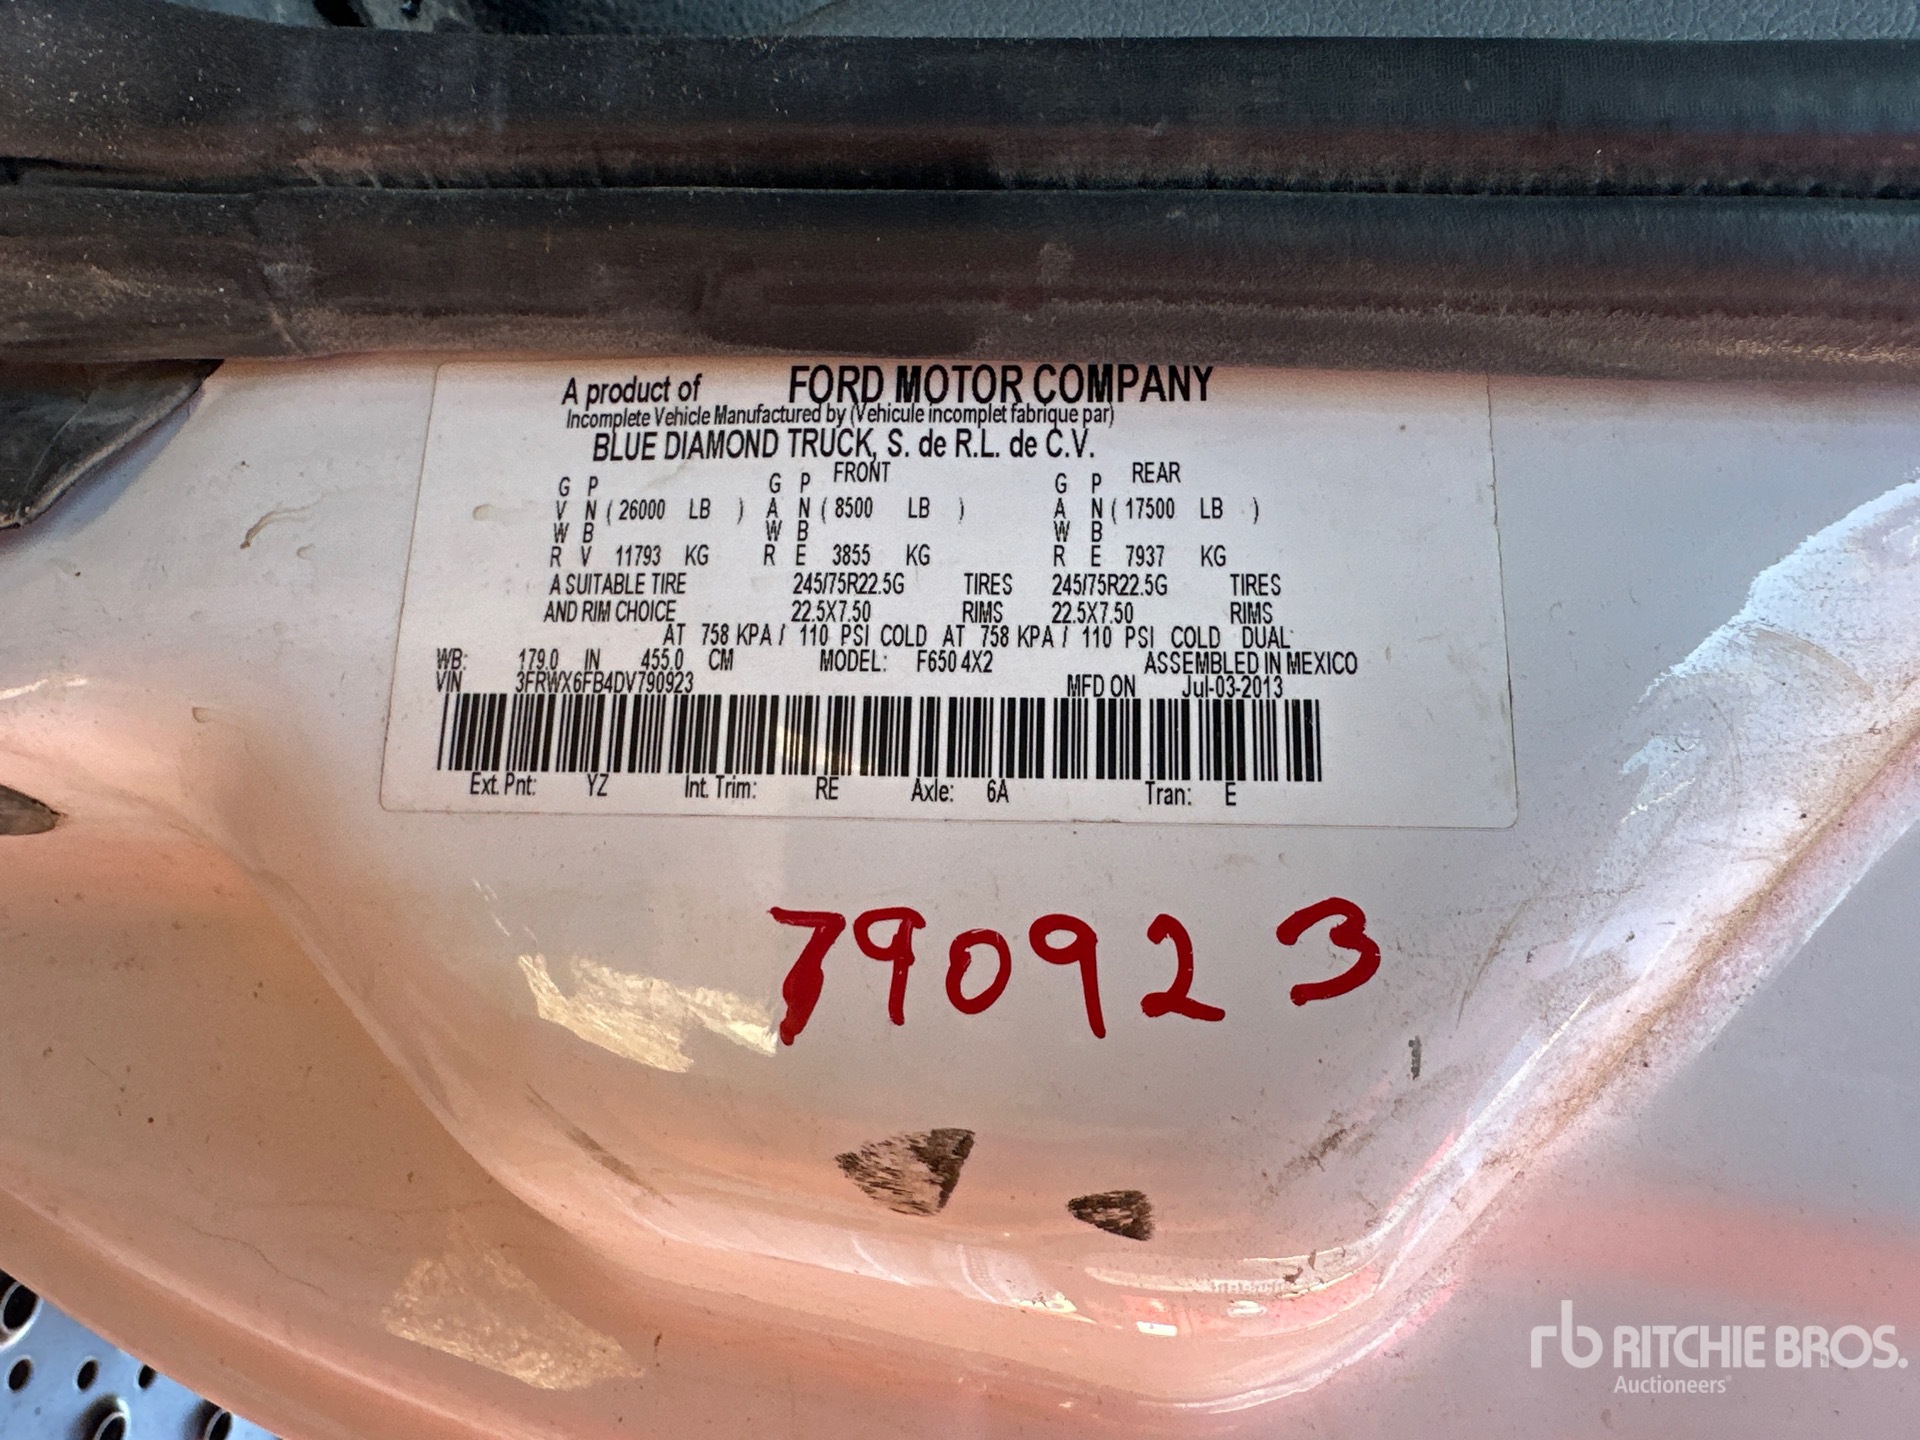 A product of FORD MOTOR COMPANY
Incomplete Vehicle Manufactured by (Vehicule incomplet fabrique par)
BLUE DIAMOND TRUCK, S. de R.L. de C.V.
FRONT REAR
G P G P G P
V N ( 26000 LB ) A N ( 8500 LB ) A N ( 17500 LB )
W B W B W B
R V 11793 KG R E 3855 KG R E 7937 KG
A SUITABLE TIRE 245/75R22.5G TIRES 245/75R22.5G TIRES
AND RIM CHOICE 22.5X7.50 RIMS 22.5X7.50 RIMS
AT 758 KPA / 110 PSI COLD AT 758 KPA / 110 PSI COLD DUAL
WB: 179.0 IN 455.0 CM MODEL: F650 4X2 ASSEMBLED IN MEXICO
VIN 3FRWX6FB4DV790923 MFD ON Jul-03-2013
Ext. Pnt: YZ Int. Trim: RE Axle: 6A Tran: E
790923
rb RITCHIE BROS.
Auctioneers